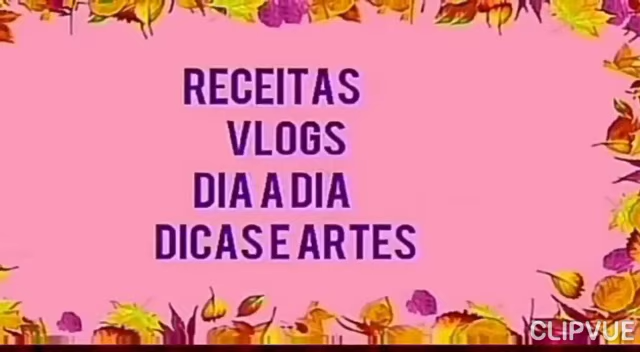 RECEITAS
VLOGS
DIA A DIA
DICAS E ARTES
CLIPVUE